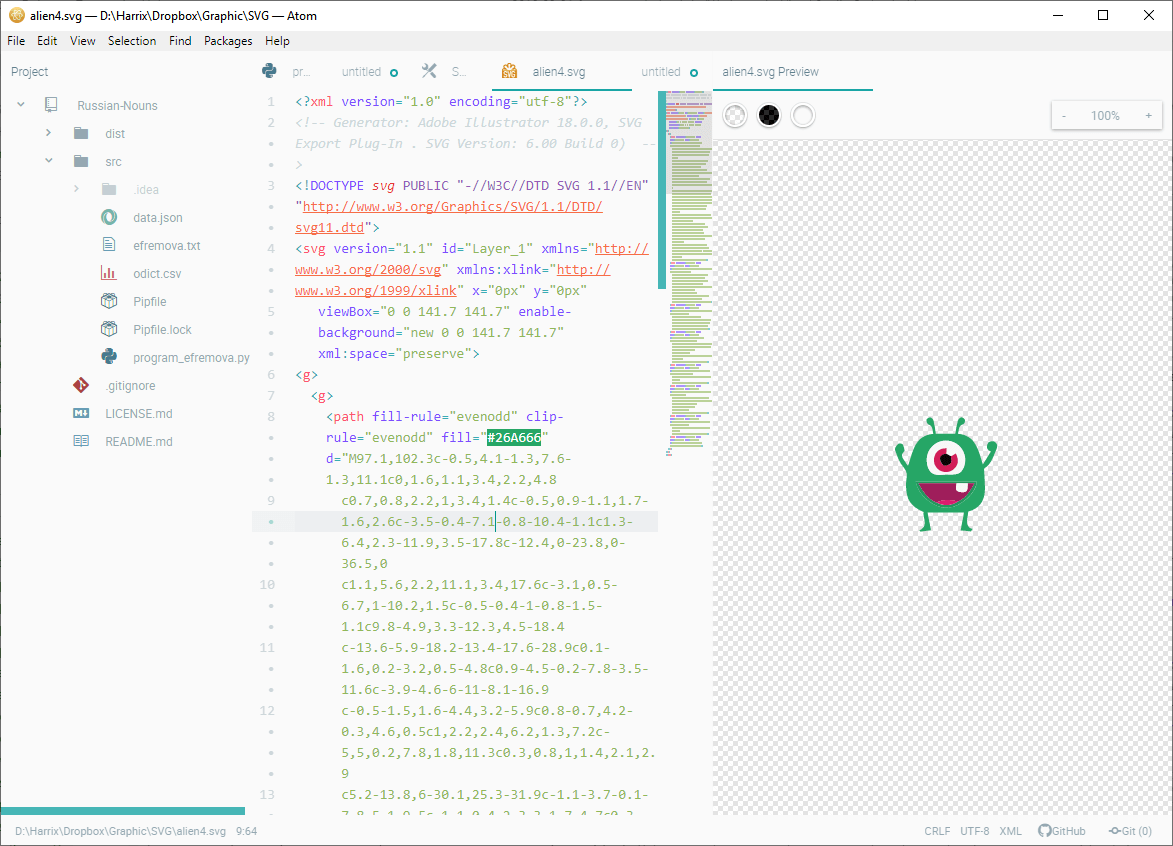 alien4.svg — D:\Harrix\Dropbox\Graphic\SVG — Atom
File Edit View Selection Find Packages Help
Project
pr...
untitled
S...
alien4.svg
untitled
alien4.svg Preview
Russian-Nouns
dist
src
.idea
data.json
efremova.txt
odict.csv
Pipfile
Pipfile.lock
program_efremova.py
.gitignore
LICENSE.md
README.md
1 <?xml version="1.0" encoding="utf-8"?>
2 <!-- Generator: Adobe Illustrator 18.0.0, SVG
Export Plug-In . SVG Version: 6.00 Build 0)  --
>
3 <!DOCTYPE svg PUBLIC "-//W3C//DTD SVG 1.1//EN"
"http://www.w3.org/Graphics/SVG/1.1/DTD/
svg11.dtd">
4 <svg version="1.1" id="Layer_1" xmlns="http://
www.w3.org/2000/svg" xmlns:xlink="http://
www.w3.org/1999/xlink" x="0px" y="0px"
5 viewBox="0 0 141.7 141.7" enable-
background="new 0 0 141.7 141.7"
xml:space="preserve">
6 <g>
7 <g>
8 <path fill-rule="evenodd" clip-
rule="evenodd" fill="#26A666"
d="M97.1,102.3c-0.5,4.1-1.3,7.6-
1.3,11.1c0,1.6,1.1,3.4,2.2,4.8
9 c0.7,0.8,2.2,1,3.4,1.4c-0.5,0.9-1.1,1.7-
1.6,2.6c-3.5-0.4-7.1-0.8-10.4-1.1c1.3-
6.4,2.3-11.9,3.5-17.8c-12.4,0-23.8,0-
36.5,0
10 c1.1,5.6,2.2,11.1,3.4,17.6c-3.1,0.5-
6.7,1-10.2,1.5c-0.5-0.4-1-0.8-1.5-
1.1c9.8-4.9,3.3-12.3,4.5-18.4
11 c-13.6-5.9-18.2-13.4-17.6-28.9c0.1-
1.6,0.2-3.2,0.5-4.8c0.9-4.5-0.2-7.8-3.5-
11.6c-3.9-4.6-6-11-8.1-16.9
12 c-0.5-1.5,1.6-4.4,3.2-5.9c0.8-0.7,4.2-
0.3,4.6,0.5c1,2.2,2.4,6.2,1.3,7.2c-
5,5,0.2,7.8,1.8,11.3c0.3,0.8,1,1.4,2.1,2.
9
13 c5.2-13.8,6-30.1,25.3-31.9c-1.1-3.7-0.1-
- 100% +
D:\Harrix\Dropbox\Graphic\SVG\alien4.svg 9:64
CRLF UTF-8 XML GitHub Git (0)